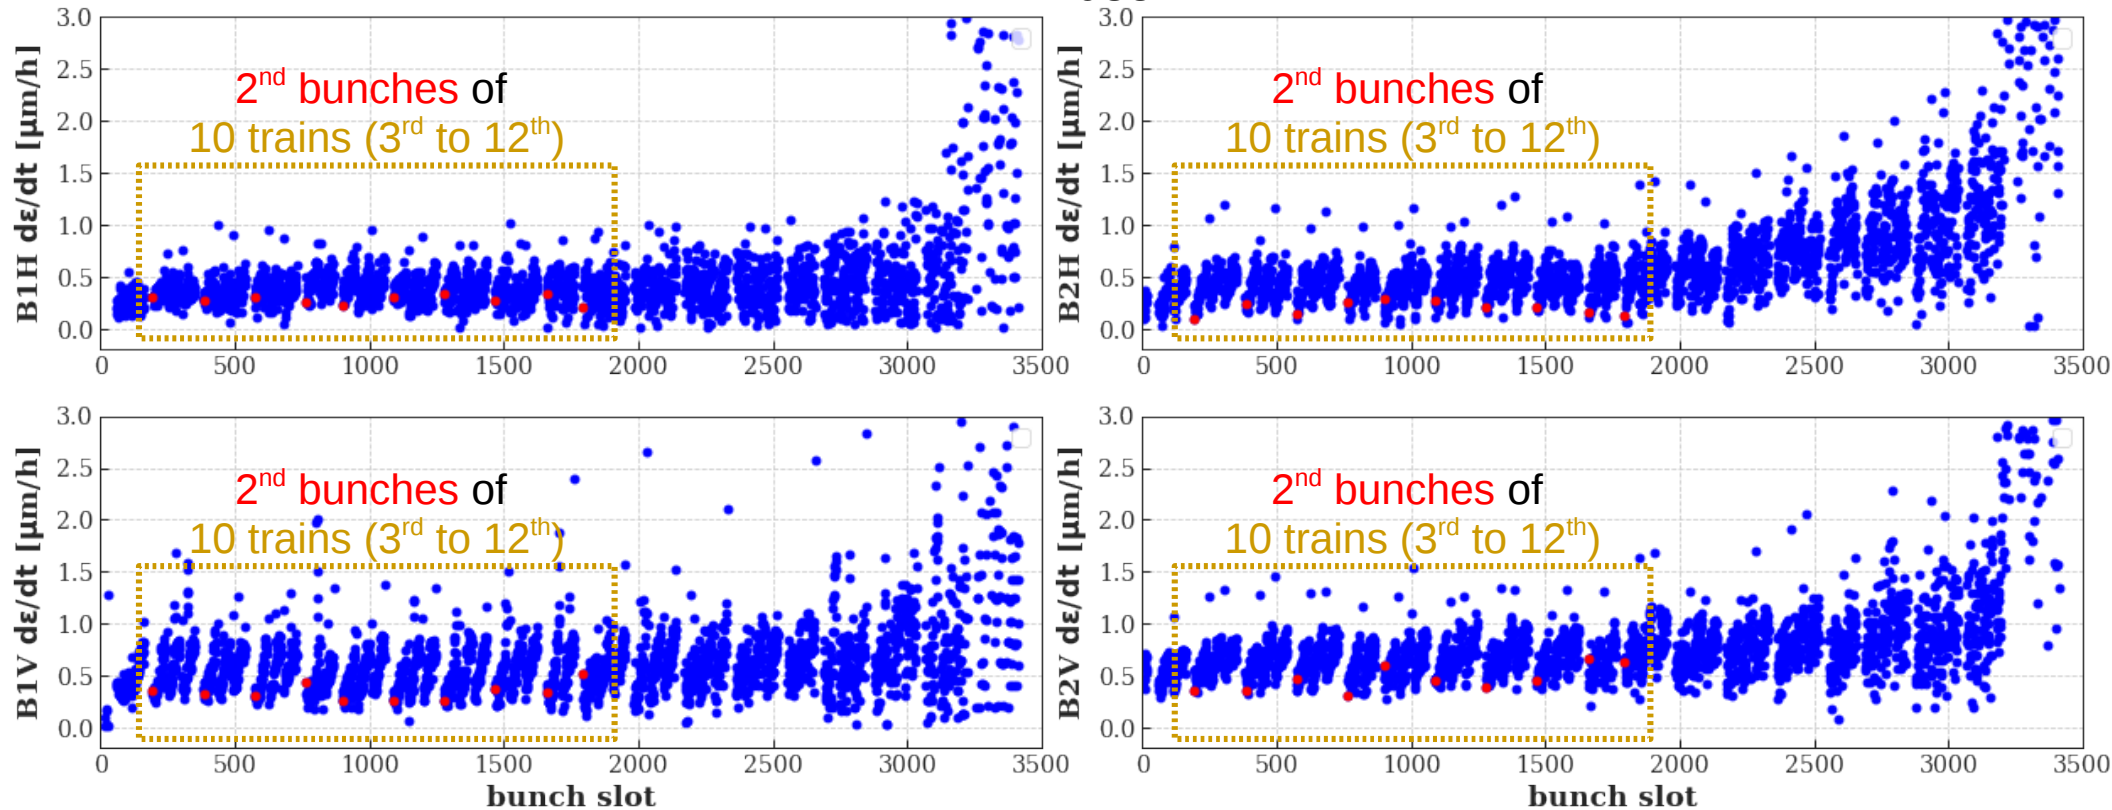 3.0
2.5
2.0
1.5
1.0
0.5
0.0
B1H dε/dt [μm/h]
2nd bunches of
10 trains (3rd to 12th)
0 500 1000 1500 2000 2500 3000 3500
3.0
2.5
2.0
1.5
1.0
0.5
0.0
B2H dε/dt [μm/h]
2nd bunches of
10 trains (3rd to 12th)
0 500 1000 1500 2000 2500 3000 3500
3.0
2.5
2.0
1.5
1.0
0.5
0.0
B1V dε/dt [μm/h]
2nd bunches of
10 trains (3rd to 12th)
0 500 1000 1500 2000 2500 3000 3500
bunch slot
3.0
2.5
2.0
1.5
1.0
0.5
0.0
B2V dε/dt [μm/h]
2nd bunches of
10 trains (3rd to 12th)
0 500 1000 1500 2000 2500 3000 3500
bunch slot